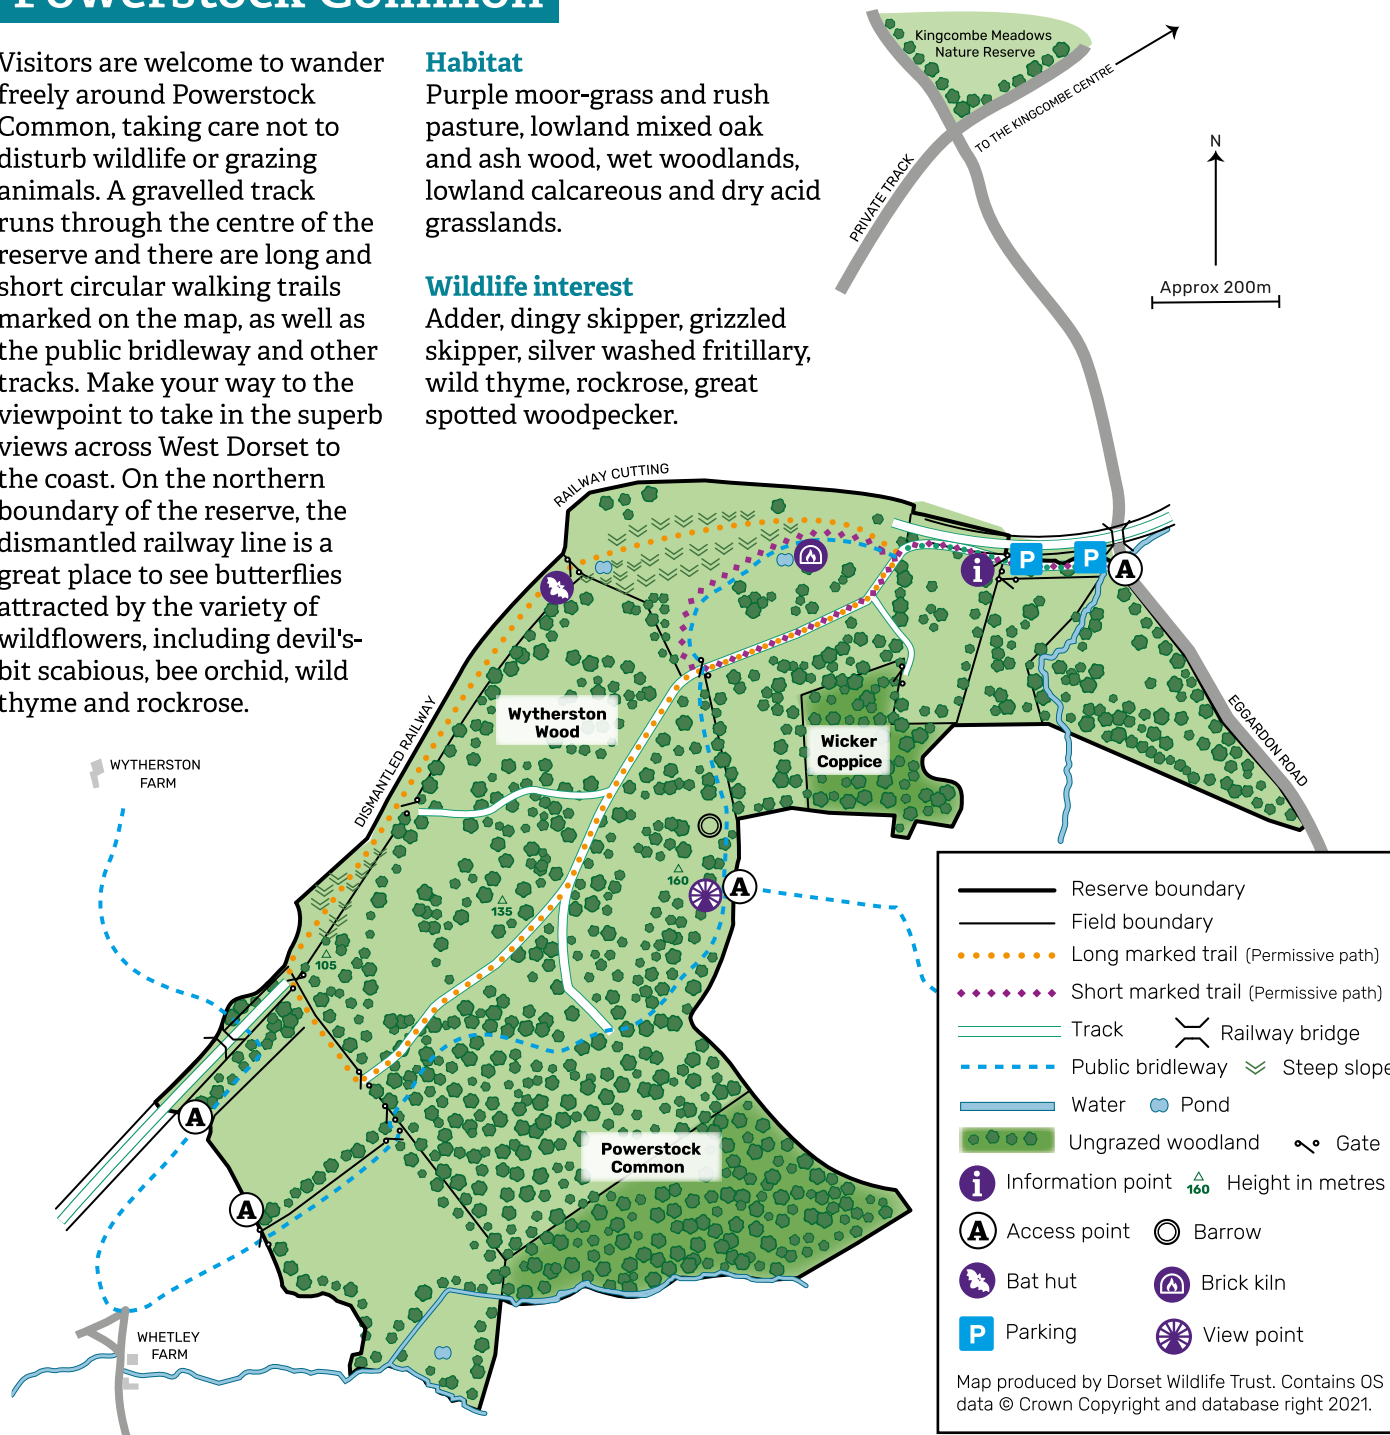 Powerstock Common
Visitors are welcome to wander
freely around Powerstock
Common, taking care not to
disturb wildlife or grazing
animals. A gravelled track
runs through the centre of the
reserve and there are long and
short circular walking trails
marked on the map, as well as
the public bridleway and other
tracks. Make your way to the
viewpoint to take in the superb
views across West Dorset to
the coast. On the northern
boundary of the reserve, the
dismantled railway line is a
great place to see butterflies
attracted by the variety of
wildflowers, including devil's-
bit scabious, bee orchid, wild
thyme and rockrose.
Habitat
Purple moor-grass and rush
pasture, lowland mixed oak
and ash wood, wet woodlands,
lowland calcareous and dry acid
grasslands.
Wildlife interest
Adder, dingy skipper, grizzled
skipper, silver washed fritillary,
wild thyme, rockrose, great
spotted woodpecker.
Kingcombe Meadows
Nature Reserve
TO THE KINGCOMBE CENTRE
PRIVATE TRACK
N
Approx 200m
RAILWAY CUTTING
P
P
i
A
Wytherston
Wood
Wicker
Coppice
EGGARDON ROAD
DISMANTLED RAILWAY
WYTHERSTON
FARM
160
A
135
105
A
Powerstock
Common
A
WHETLEY
FARM
Reserve boundary
Field boundary
Long marked trail (Permissive path)
Short marked trail (Permissive path)
Track
Railway bridge
Public bridleway
Steep slope
Water
Pond
Ungrazed woodland
Gate
i
Information point
160
Height in metres
A
Access point
Barrow
Bat hut
Brick kiln
P
Parking
View point
Map produced by Dorset Wildlife Trust. Contains OS
data © Crown Copyright and database right 2021.